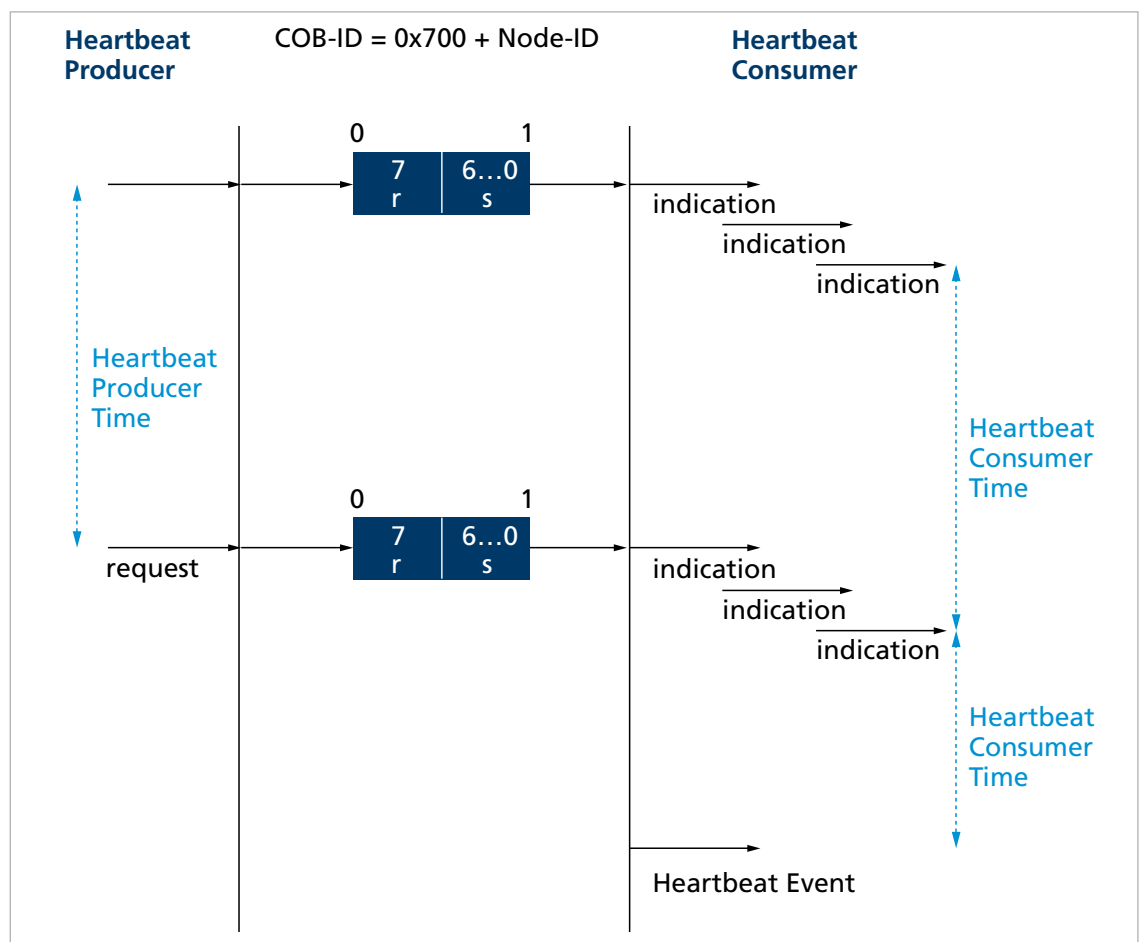 Heartbeat
Producer
COB-ID = 0x700 + Node-ID
Heartbeat
Consumer
0 1
7 6...0
r s
indication
indication
indication
Heartbeat
Producer
Time
Heartbeat
Consumer
Time
0 1
7 6...0
r s
request
indication
indication
indication
Heartbeat
Consumer
Time
Heartbeat Event